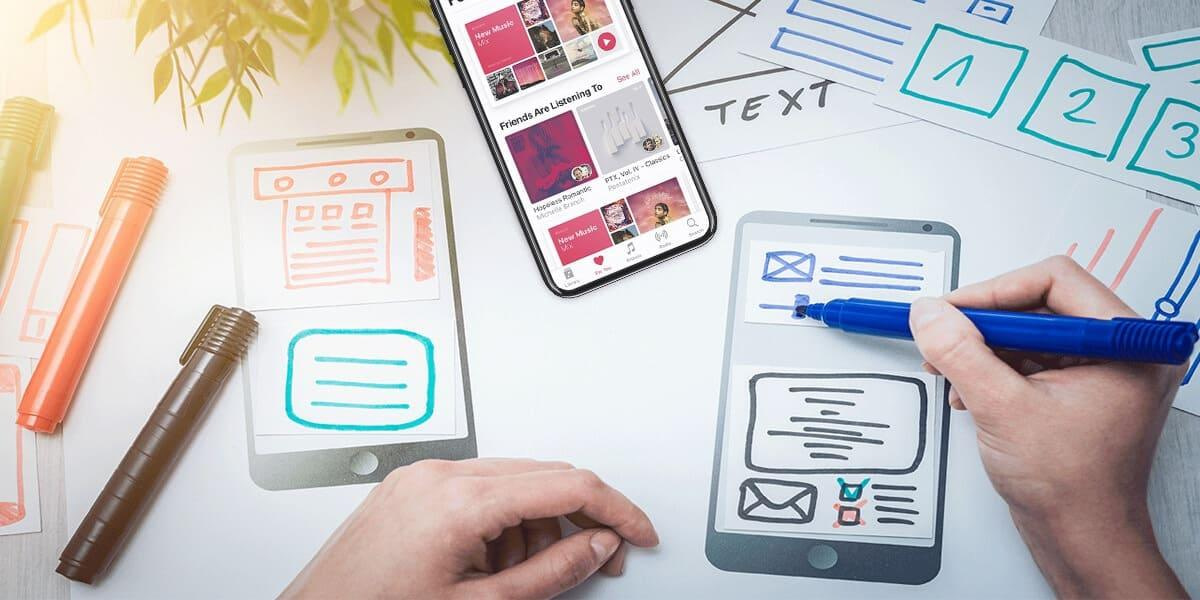 New Music
Mix
See All
Friends Are Listening To
Hopeless Romantic
Michelle Branch
PTX, Vol. IV - Classics
Pentatonix
New Music
Mix
Library
For You
Browse
Radio
Search
TEXT
1
2
3